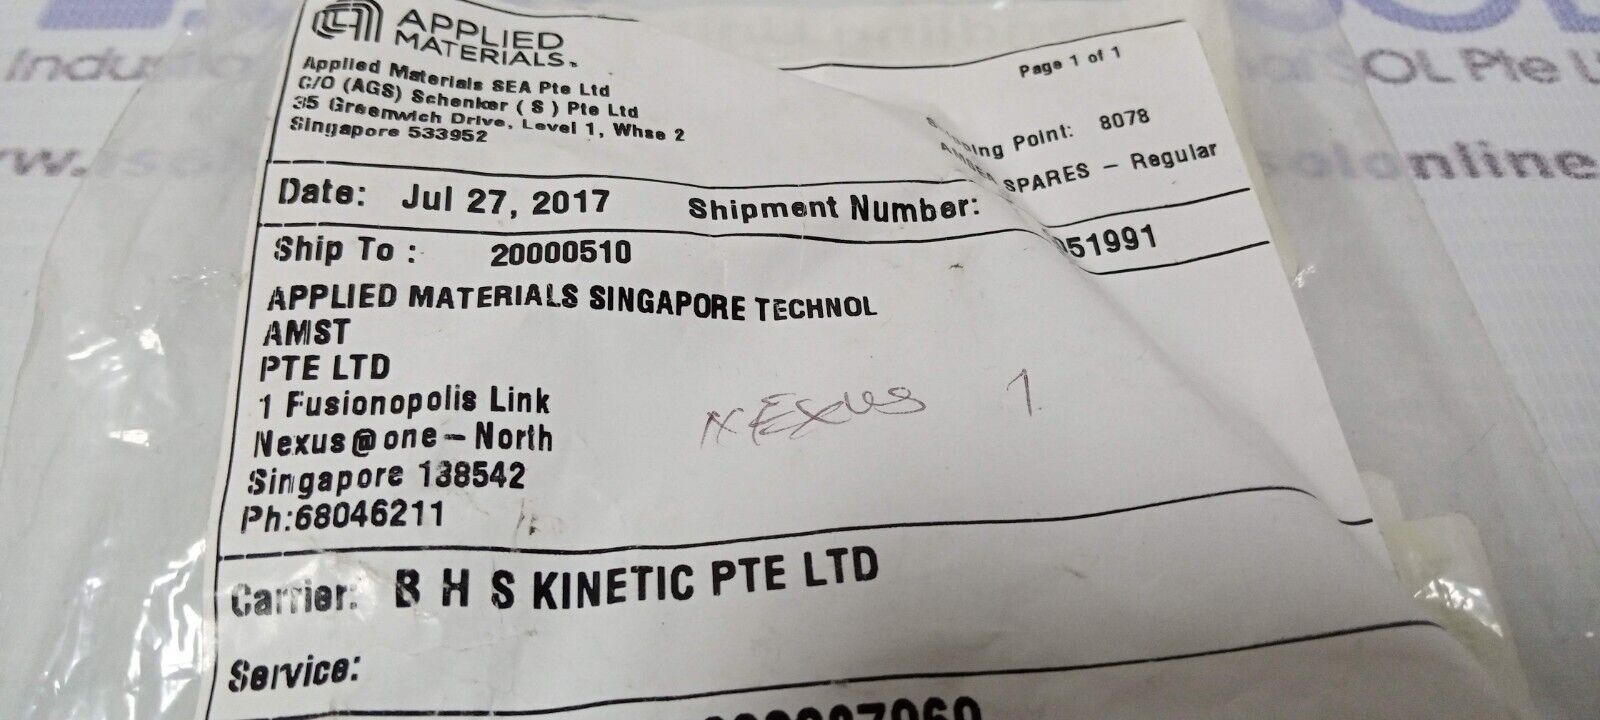 APPLIED
MATERIALS
Applied Materials SEA Pte Ltd
C/O (AGS) Schenker ( S ) Pte Ltd
35 Greenwich Drive, Level 1, Whse 2
Singapore 533952
Page 1 of 1
Point: 8078
SPARES - Regular
Date: Jul 27, 2017 Shipment Number:
51991
Ship To : 20000510
APPLIED MATERIALS SINGAPORE TECHNOL
AMST
PTE LTD
1 Fusionopolis Link
Nexus@one-North
Singapore 138542
Ph:68046211
NEXUS 1
Carrier: B H S KINETIC PTE LTD
Service:
SOL Pte